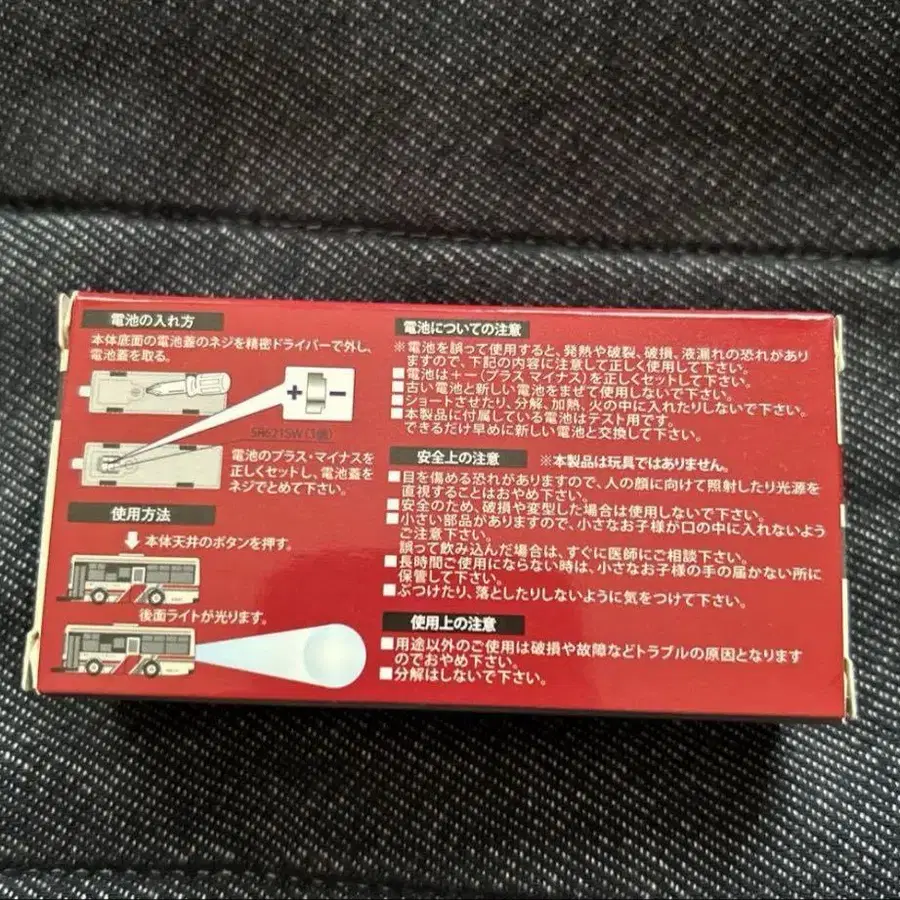 電池の入れ方
本体底面の電池蓋のネジを精密ドライバーで外し、
電池蓋を取る。
+ -
SR621SW(3個)
電池のプラス・マイナスを
正しくセットし、電池蓋を
ネジでとめて下さい。
使用方法
本体天井のボタンを押す。
後面ライトが光ります。
電池についての注意
※電池を誤って使用すると、発熱や破裂、破損、液漏れの恐れがあり
ますので、下記の内容に注意して正しく使用して下さい。
■電池は+-(プラス マイナス)を正しくセットして下さい。
■古い電池と新しい電池をまぜて使用しないで下さい。
■ショートさせたり、分解、加熱、火の中に入れたりしないで下さい。
■本製品に付属している電池はテスト用です。
できるだけ早めに新しい電池と交換して下さい。
安全上の注意 ※本製品は玩具ではありません。
■目を傷める恐れがありますので、人の顔に向けて照射したり光源を
直視することはおやめ下さい。
■安全のため、破損や変型した場合は使用しないで下さい。
■小さい部品がありますので、小さなお子様が口の中に入れないよう
ご注意下さい。
誤って飲み込んだ場合は、すぐに医師にご相談下さい。
■長時間ご使用にならない時は、小さなお子様の手の届かない所に
保管して下さい。
■ぶつけたり、落としたりしないように気をつけて下さい。
使用上の注意
■用途以外のご使用は破損や故障などトラブルの原因となります
のでおやめ下さい。
■分解はしないで下さい。